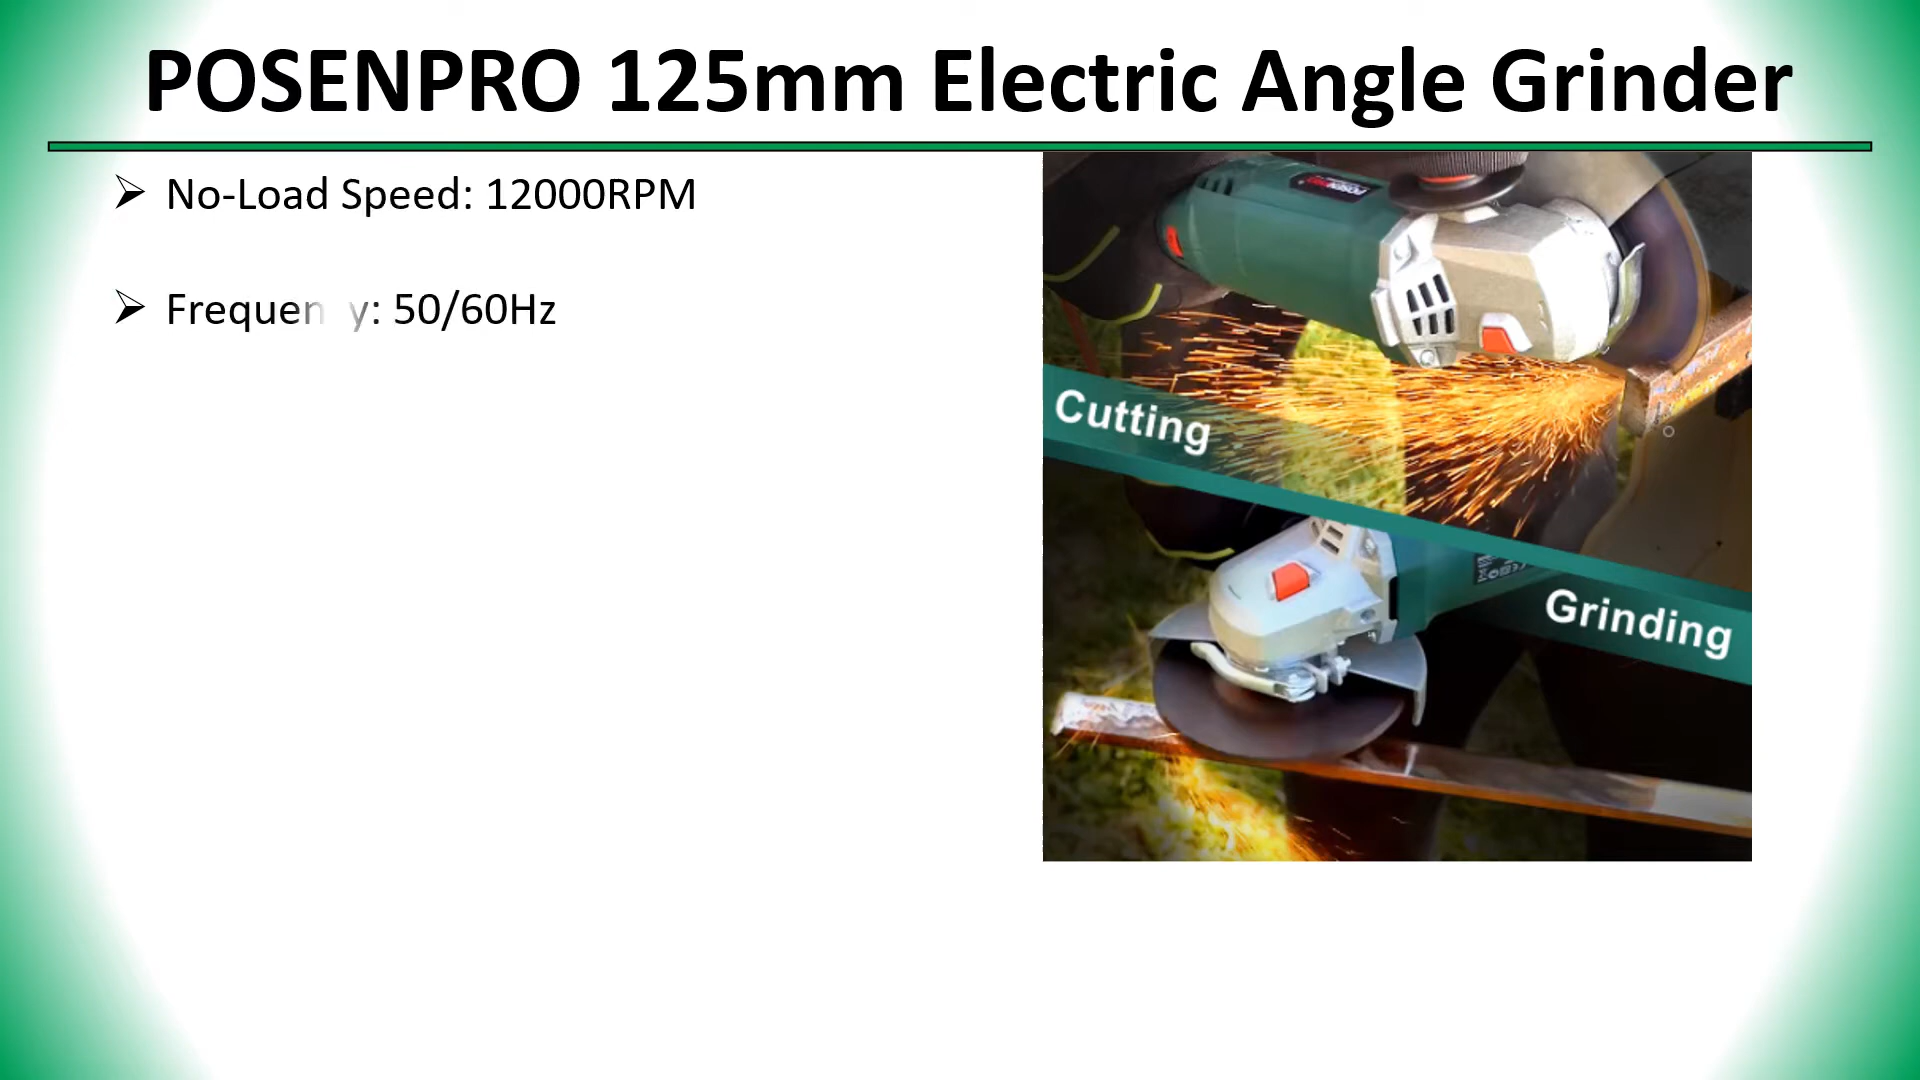 POSENPRO 125mm Electric Angle Grinder
No-Load Speed: 12000RPM
Frequen y: 50/60Hz
Cutting
Grinding